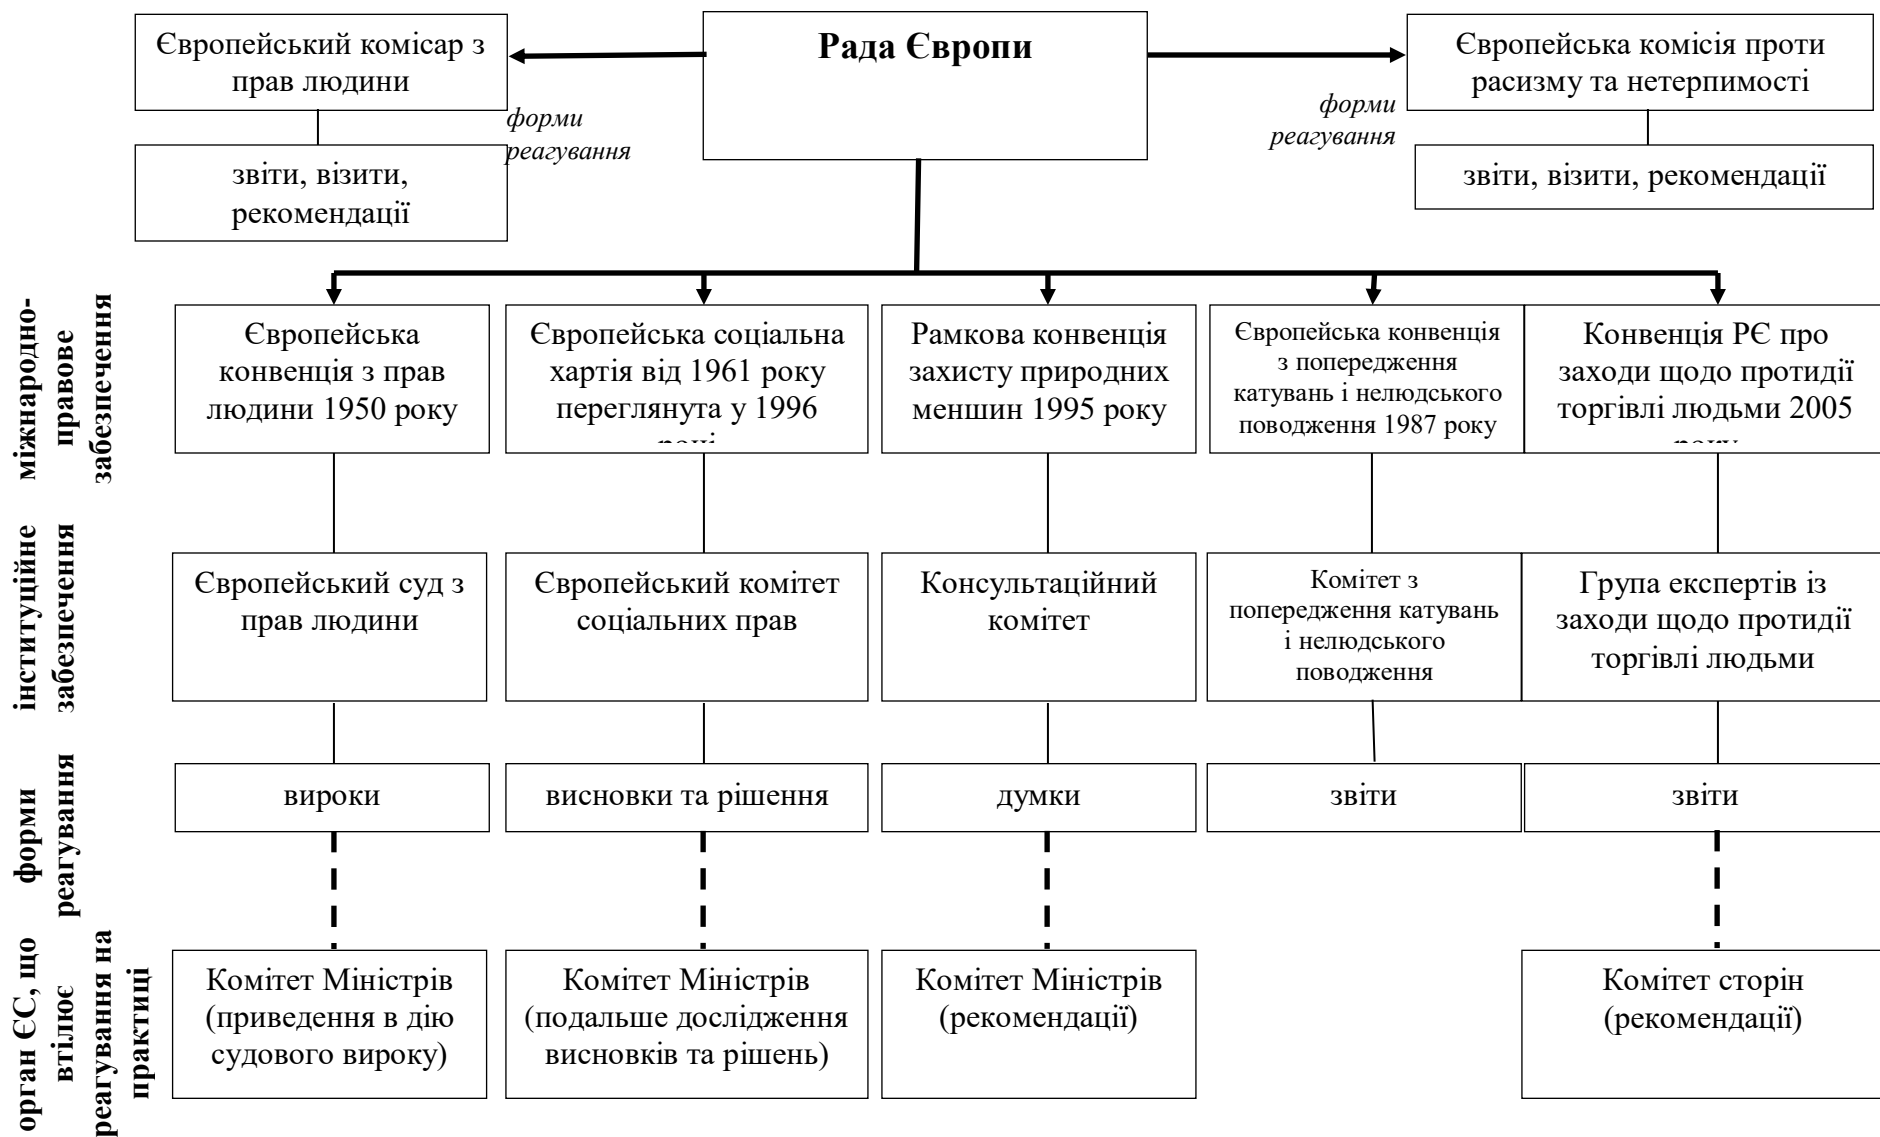 Європейський комісар з
прав людини
Рада Європи
Європейська комісія проти
расизму та нетерпимості
форми
реагування
форми
реагування
звіти, візити,
рекомендації
звіти, візити, рекомендації
міжнародно-
правове
забезпечення
Європейська
конвенція з прав
людини 1950 року
Європейська соціальна
хартія від 1961 року
переглянута у 1996
році
Рамкова конвенція
захисту природних
меншин 1995 року
Європейська конвенція
з попередження
катувань і нелюдського
поводження 1987 року
Конвенція РЄ про
заходи щодо протидії
торгівлі людьми 2005
року
інституційне
забезпечення
Європейський суд з
прав людини
Європейський комітет
соціальних прав
Консультаційний
комітет
Комітет з
попередження катувань
і нелюдського
поводження
Група експертів із
заходи щодо протидії
торгівлі людьми
форми
реагування
вироки
висновки та рішення
думки
звіти
звіти
орган ЄС, що
втілює
реагування на
практиці
Комітет Міністрів
(приведення в дію
судового вироку)
Комітет Міністрів
(подальше дослідження
висновків та рішень)
Комітет Міністрів
(рекомендації)
Комітет сторін
(рекомендації)